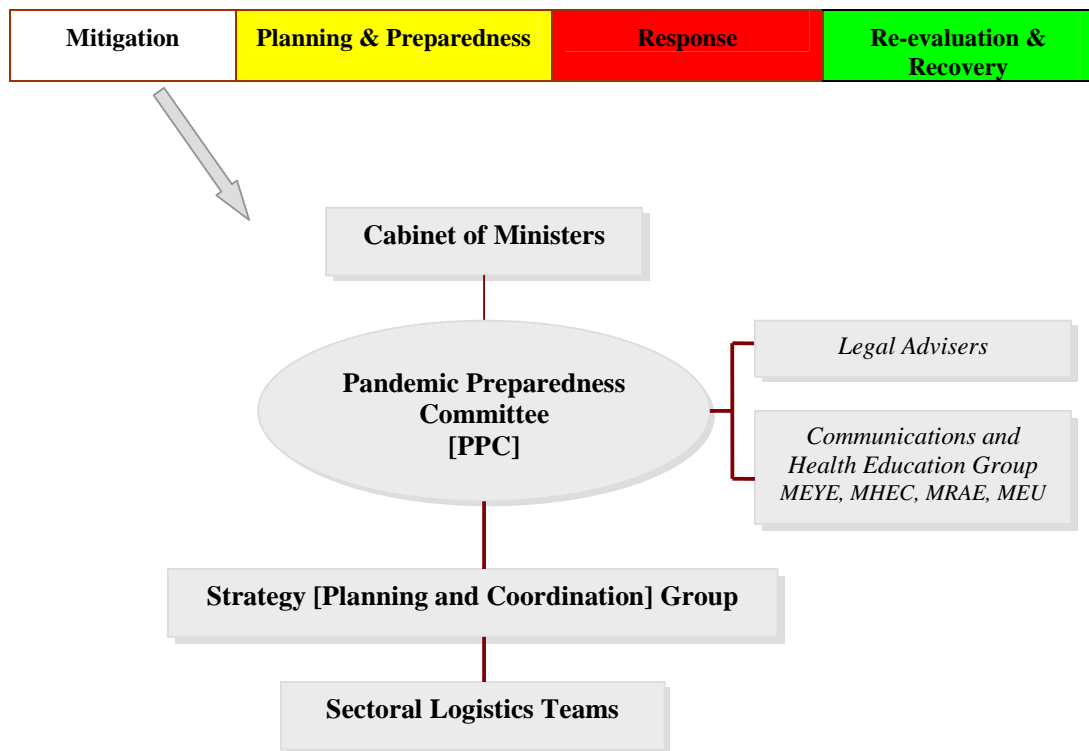 Mitigation
Planning & Preparedness
Response
Re-evaluation &
Recovery
Cabinet of Ministers
Pandemic Preparedness
Committee
[PPC]
Legal Advisers
Communications and
Health Education Group
MEYE, MHEC, MRAE, MEU
Strategy [Planning and Coordination] Group
Sectoral Logistics Teams